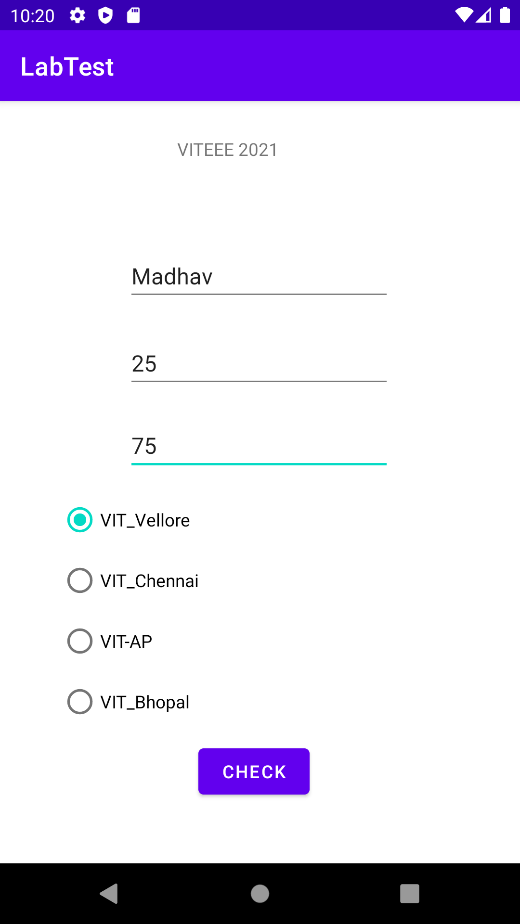 10:20
LabTest
VITEEE 2021
Madhav
25
75
VIT_Vellore
VIT_Chennai
VIT-AP
VIT_Bhopal
CHECK